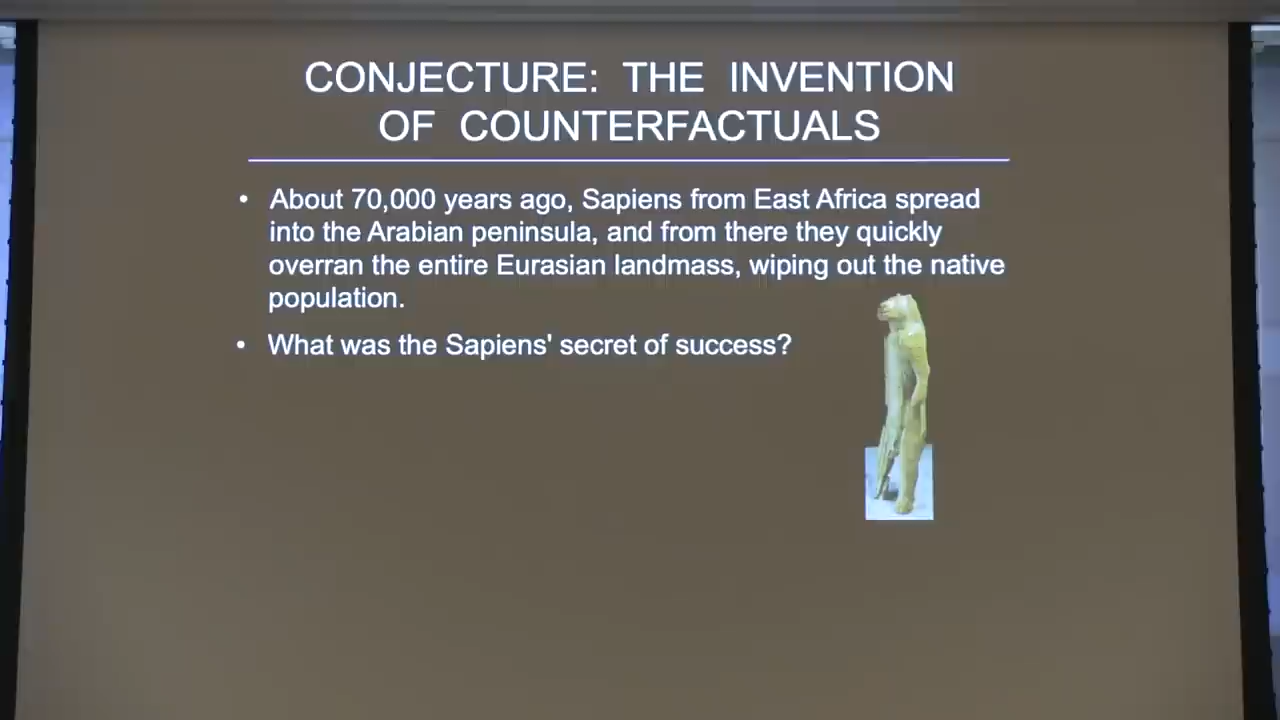 CONJECTURE: THE INVENTION
OF COUNTERFACTUALS
• About 70,000 years ago, Sapiens from East Africa spread
into the Arabian peninsula, and from there they quickly
overran the entire Eurasian landmass, wiping out the native
population.
• What was the Sapiens' secret of success?